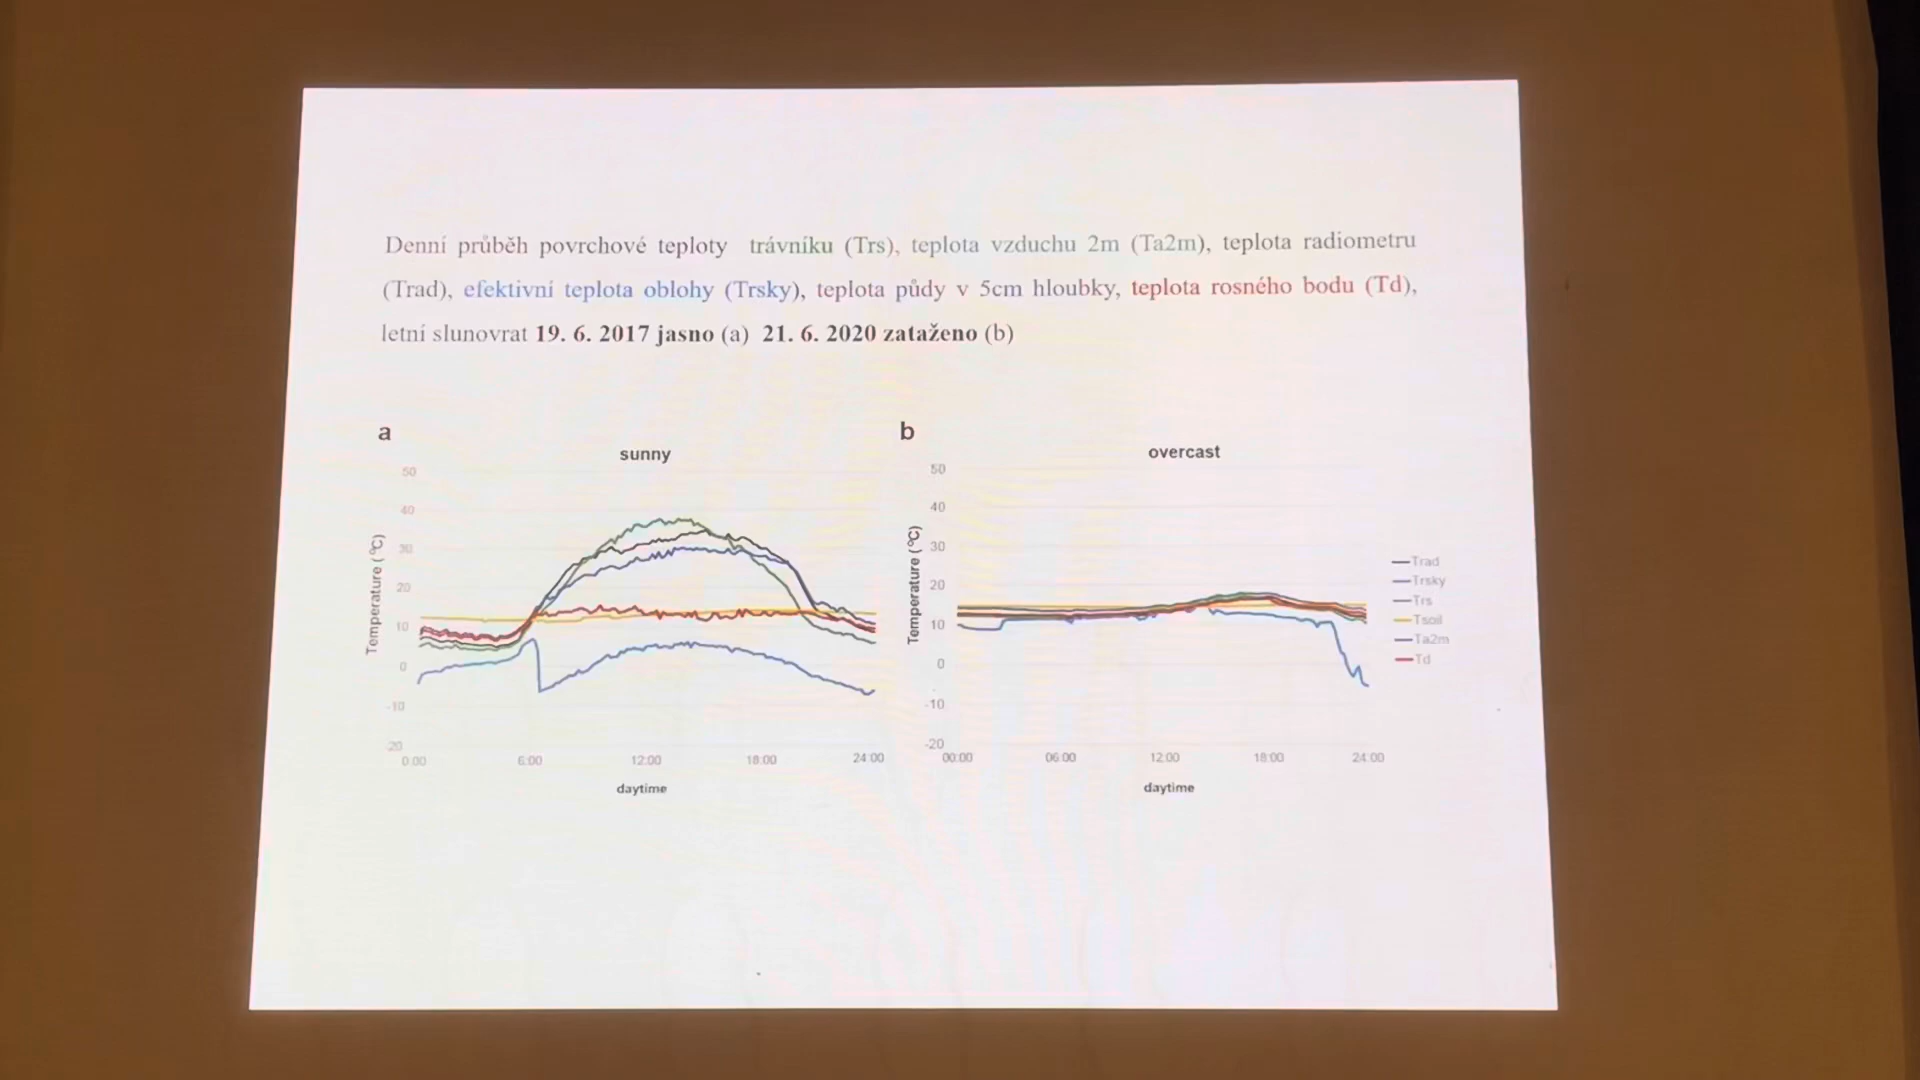 Denní průběh povrchové teploty trávníku (Trs), teplota vzduchu 2m (Ta2m), teplota radiometru
(Trad), efektivní teplota oblohy (Trsky), teplota půdy v 5cm hloubky, teplota rosného bodu (Td),
letní slunovrat 19. 6. 2017 jasno (a) 21. 6. 2020 zataženo (b)
a
sunny
50
40
30
20
10
0
-10
-20
Temperature (°C)
0:00 6:00 12:00 18:00 24:00
daytime
b
overcast
50
40
30
20
10
0
-10
-20
Temperature (°C)
00:00 06:00 12:00 18:00 24:00
daytime
Trad
Trsky
Trs
Tsoil
Ta2m
Td